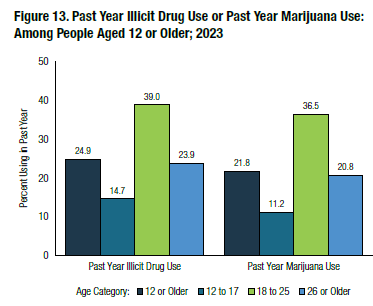 Figure 13. Past Year Illicit Drug Use or Past Year Marijuana Use:
Among People Aged 12 or Older; 2023
Percent Using in Past Year
50
40
30
20
10
0
24.9
14.7
39.0
23.9
21.8
11.2
36.5
20.8
Past Year Illicit Drug Use
Past Year Marijuana Use
Age Category: 12 or Older 12 to 17 18 to 25 26 or Older